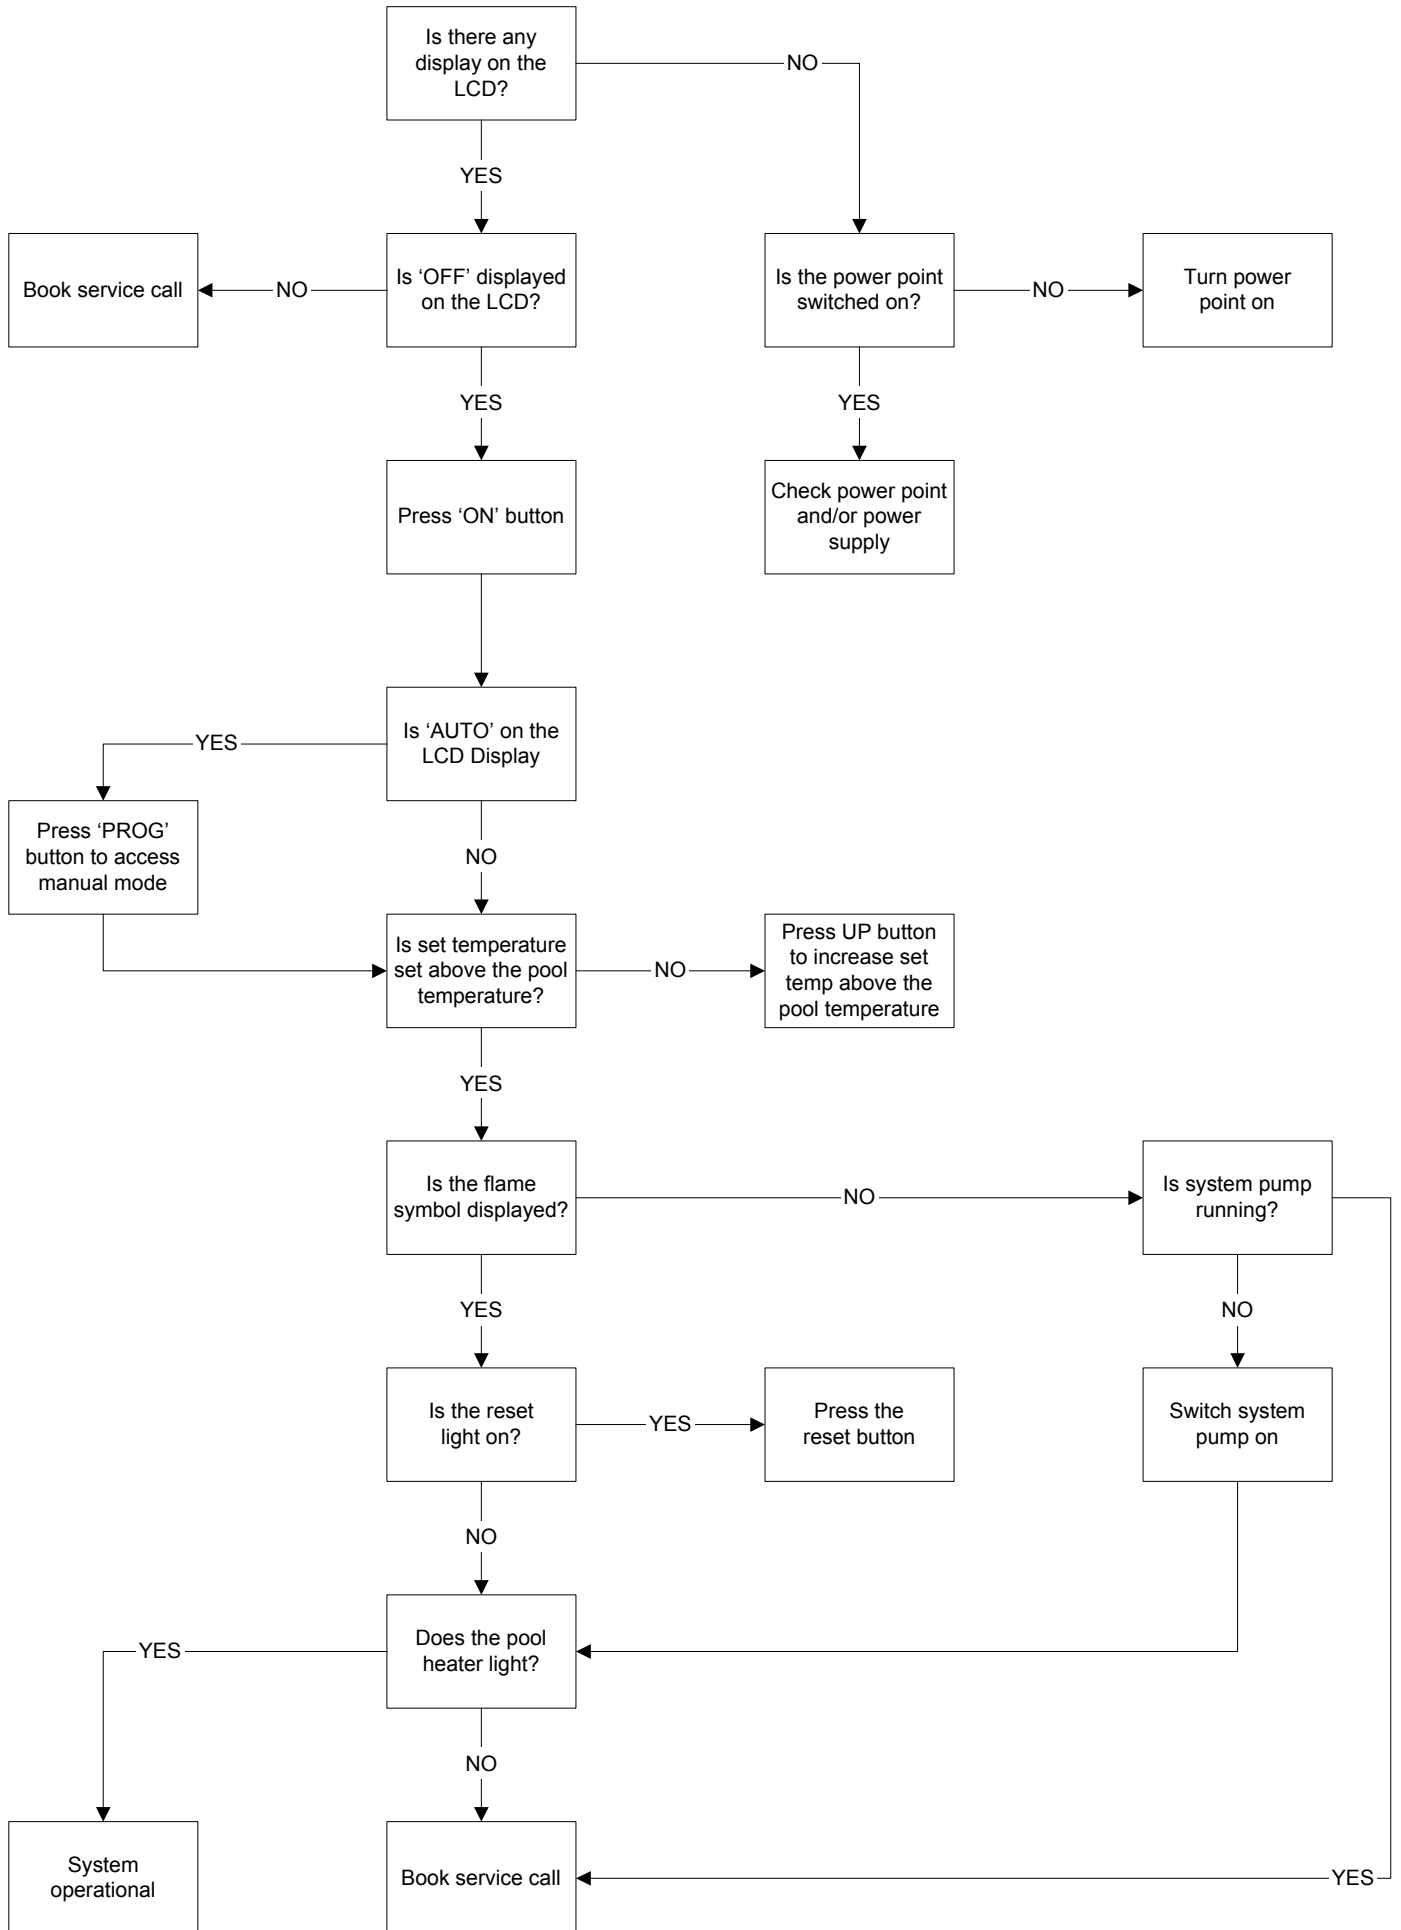 Is there any
display on the
LCD?
NO
YES
Book service call
NO
Is ‘OFF’ displayed
on the LCD?
Is the power point
switched on?
NO
Turn power
point on
YES
YES
Press ‘ON’ button
Check power point
and/or power
supply
Is ‘AUTO’ on the
LCD Display
YES
Press ‘PROG’
button to access
manual mode
NO
Is set temperature
set above the pool
temperature?
NO
Press UP button
to increase set
temp above the
pool temperature
YES
Is the flame
symbol displayed?
NO
Is system pump
running?
YES
NO
Is the reset
light on?
YES
Press the
reset button
Switch system
pump on
NO
Does the pool
heater light?
YES
NO
System
operational
Book service call
YES